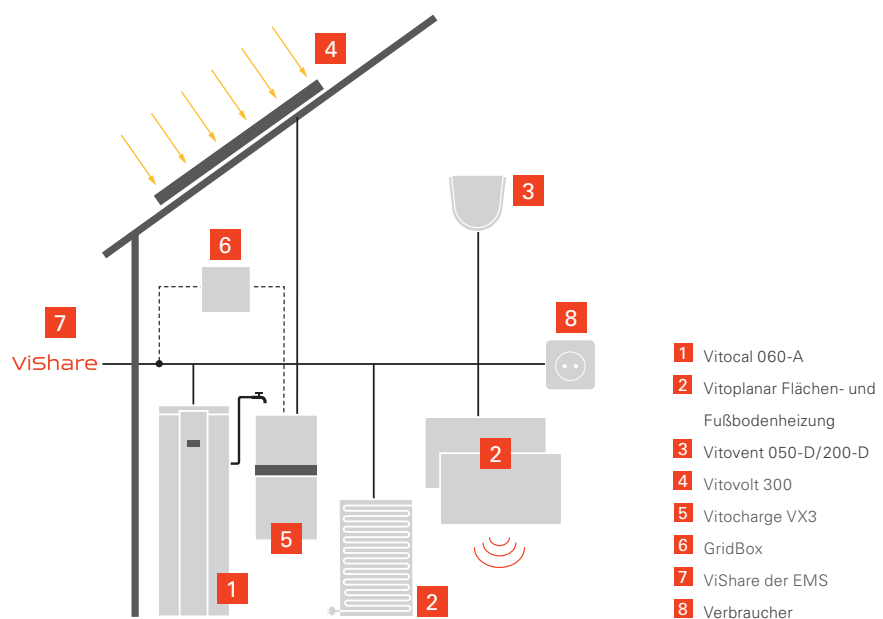 4
3
6
7
8
ViShare
2
5
1
2
1 Vitocal 060-A
2 Vitoplanar Flächen- und
Fußbodenheizung
3 Vitovent 050-D/200-D
4 Vitovolt 300
5 Vitocharge VX3
6 GridBox
7 ViShare der EMS
8 Verbraucher